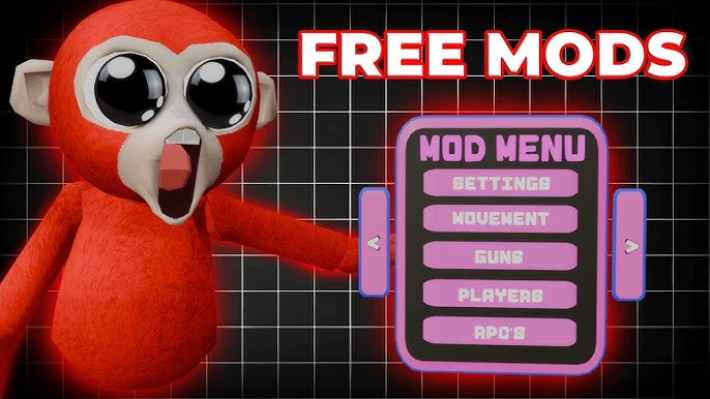 FREE MODS
MOD MENU
SETTINGS
MOVEMENT
<
GUNS
>
PLAYERS
RPC'S